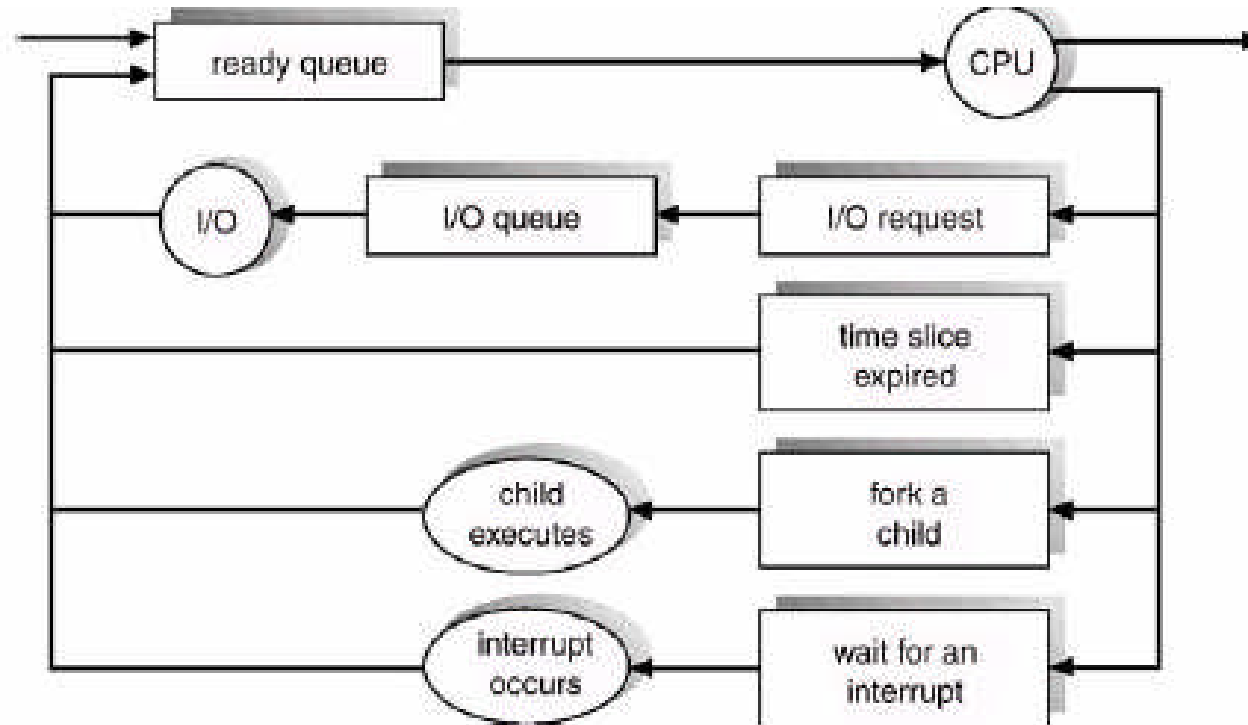 ready queue
CPU
I/O
I/O queue
I/O request
time slice
expired
child
executes
fork a
child
interrupt
occurs
wait for an
interrupt